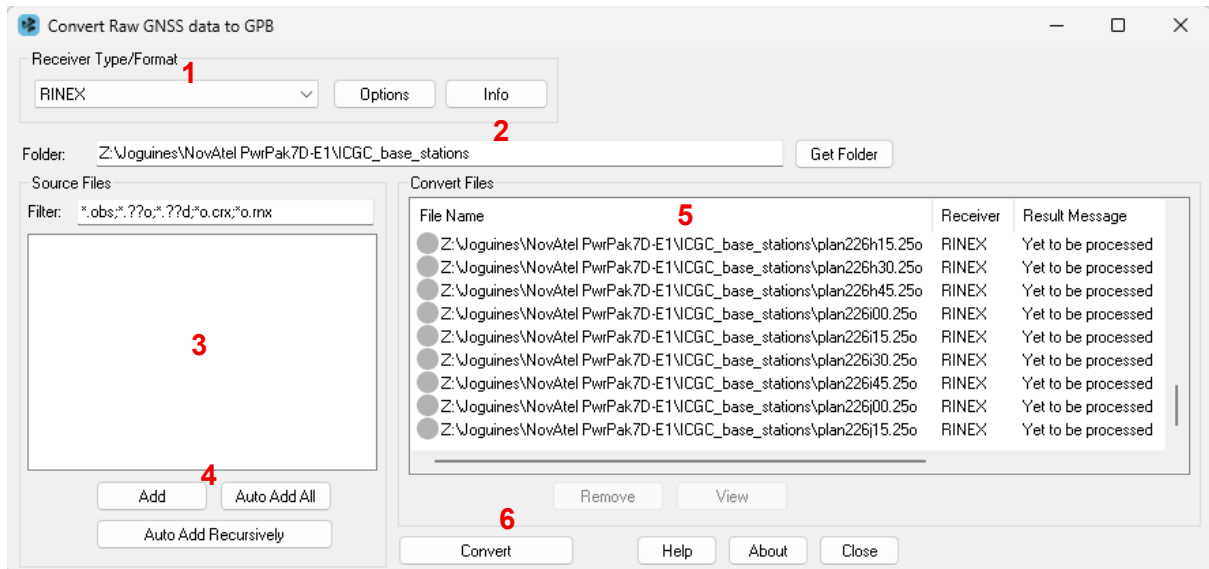 Convert Raw GNSS data to GPB
Receiver Type/Format
1
RINEX
Options
Info
2
Folder:
Z:\Joguines\NovAtel PwrPak7D-E1\ICGC_base_stations
Get Folder
Source Files
Filter:
*.obs;*.??o;*.??d;*o.crx;*o.rnx
3
4
Add
Auto Add All
Auto Add Recursively
Convert Files
File Name 5 Receiver Result Message
Z:\Joguines\NovAtel PwrPak7D-E1\ICGC_base_stations\plan226h15.25o RINEX Yet to be processed
Z:\Joguines\NovAtel PwrPak7D-E1\ICGC_base_stations\plan226h30.25o RINEX Yet to be processed
Z:\Joguines\NovAtel PwrPak7D-E1\ICGC_base_stations\plan226h45.25o RINEX Yet to be processed
Z:\Joguines\NovAtel PwrPak7D-E1\ICGC_base_stations\plan226i00.25o RINEX Yet to be processed
Z:\Joguines\NovAtel PwrPak7D-E1\ICGC_base_stations\plan226i15.25o RINEX Yet to be processed
Z:\Joguines\NovAtel PwrPak7D-E1\ICGC_base_stations\plan226i30.25o RINEX Yet to be processed
Z:\Joguines\NovAtel PwrPak7D-E1\ICGC_base_stations\plan226i45.25o RINEX Yet to be processed
Z:\Joguines\NovAtel PwrPak7D-E1\ICGC_base_stations\plan226j00.25o RINEX Yet to be processed
Z:\Joguines\NovAtel PwrPak7D-E1\ICGC_base_stations\plan226j15.25o RINEX Yet to be processed
Remove
View
6
Convert
Help
About
Close